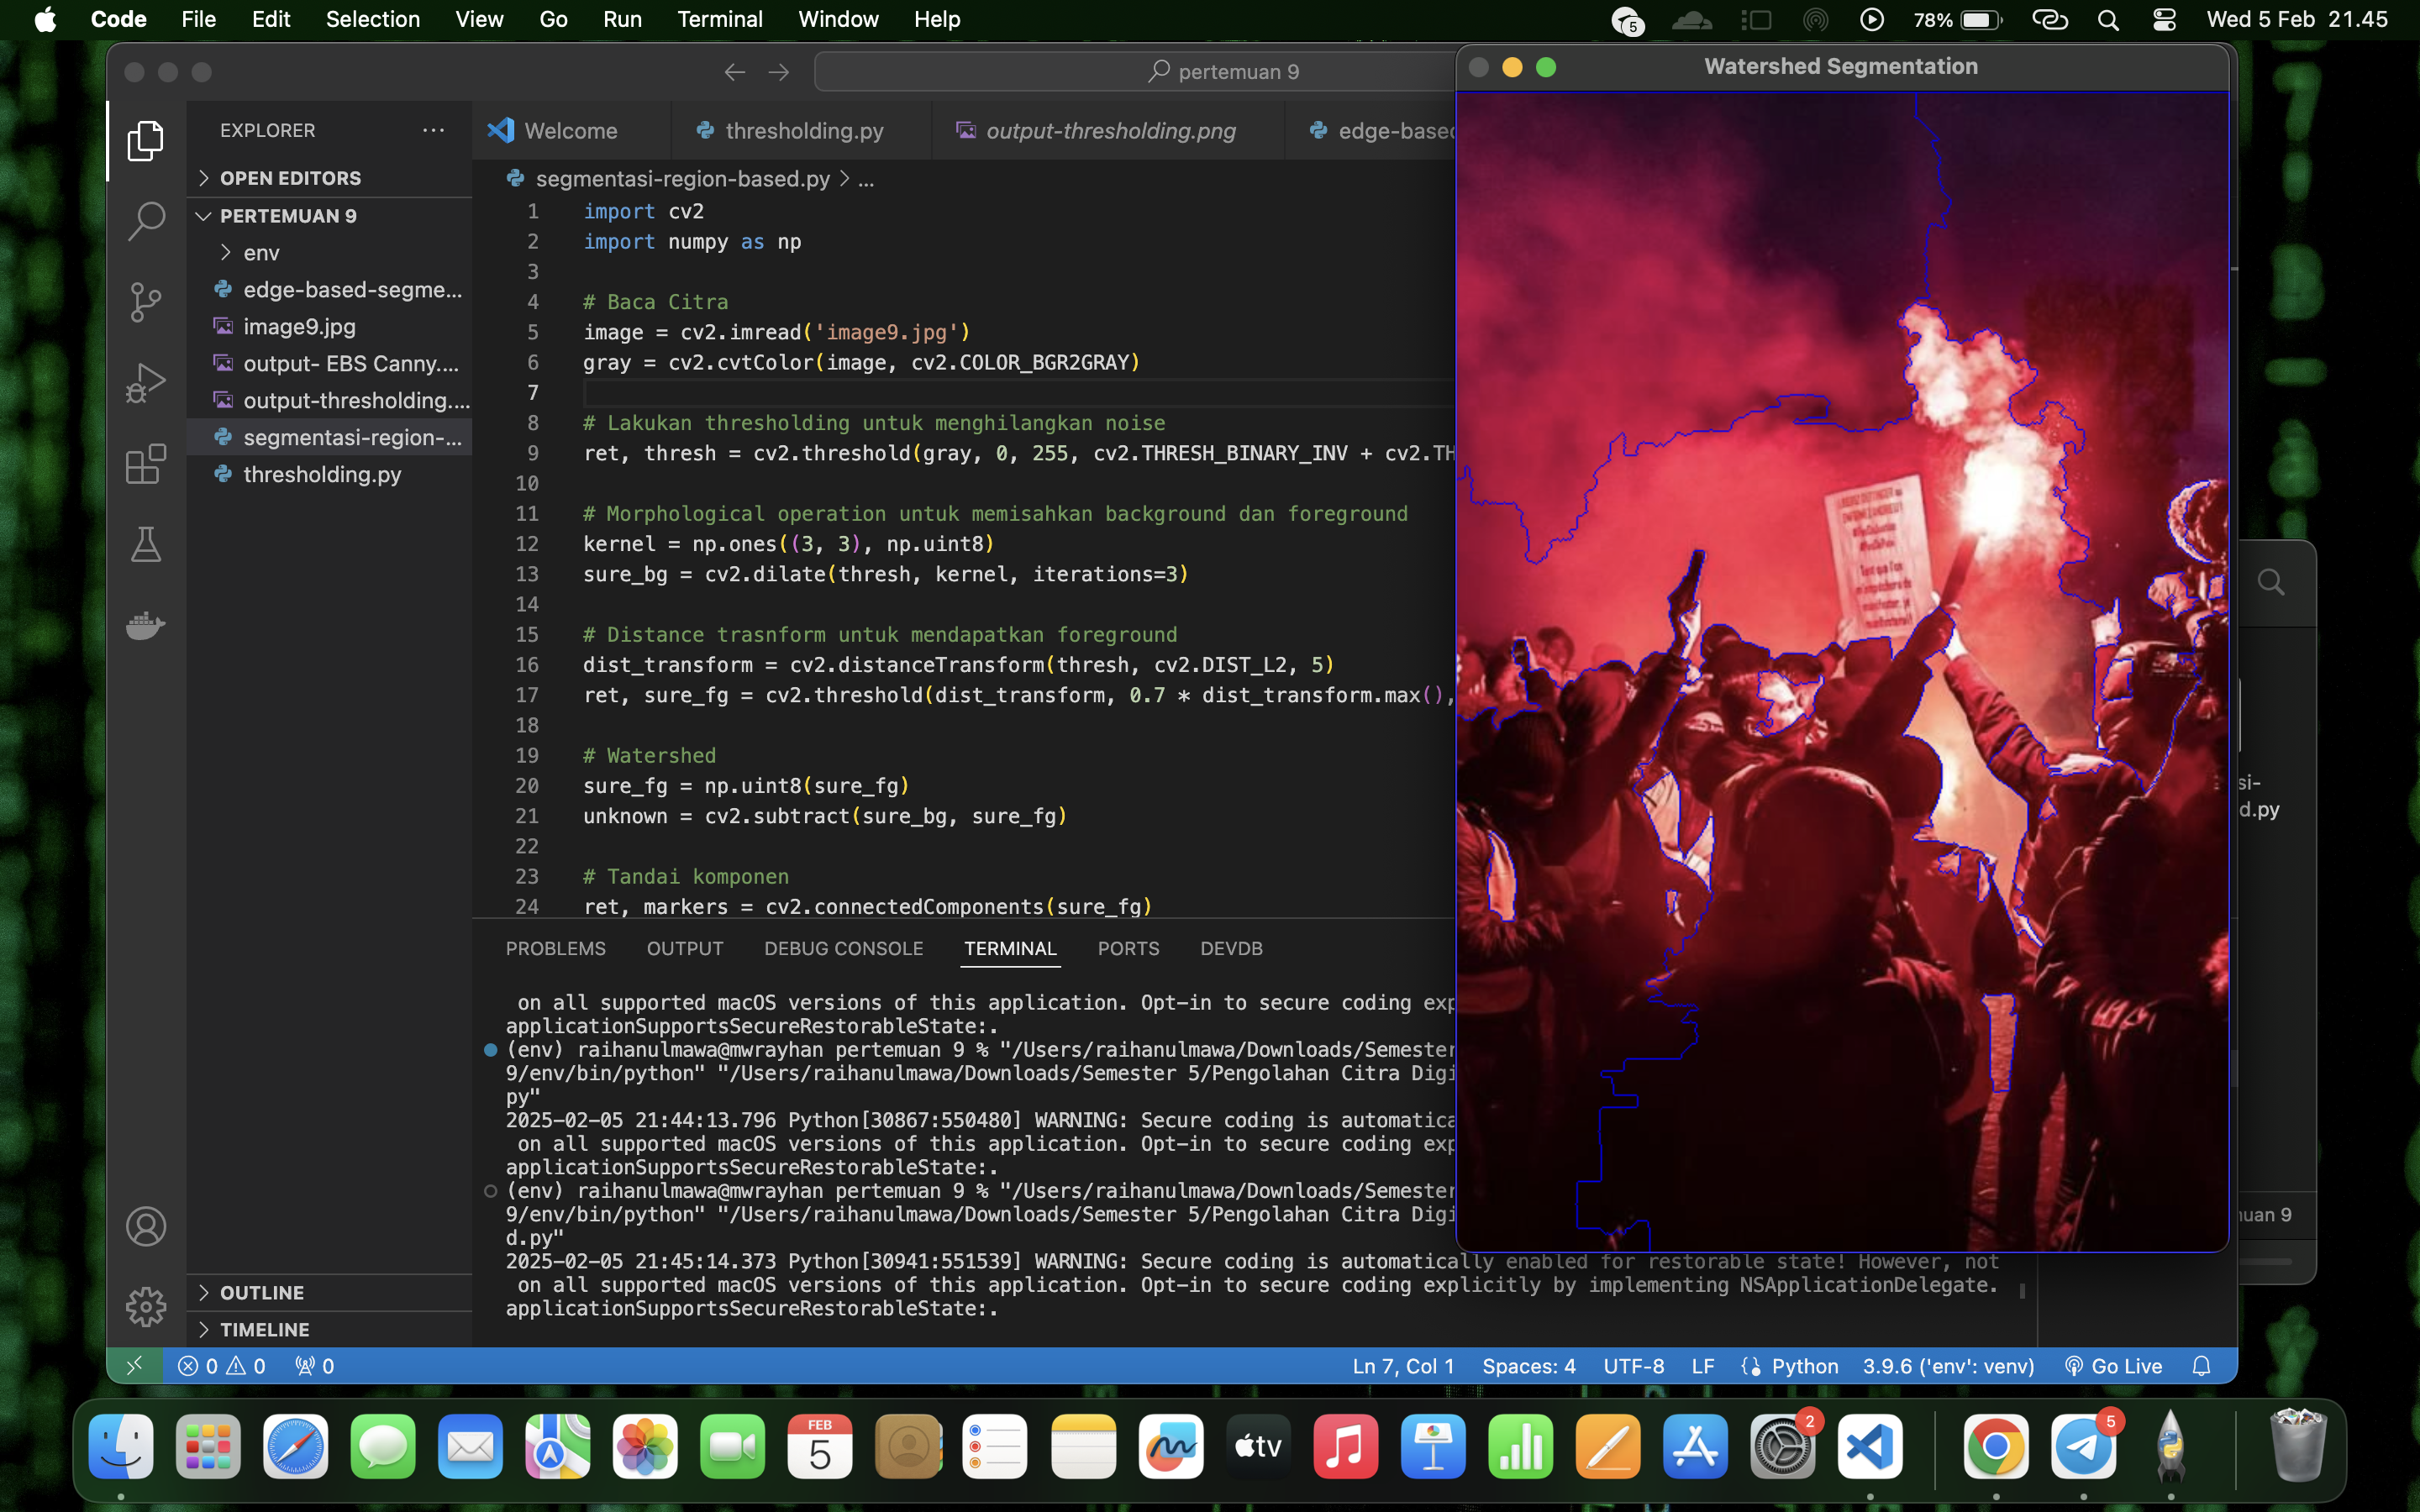 Code File Edit Selection View Go Run Terminal Window Help
5
78%
Wed 5 Feb 21.45
pertemuan 9
Watershed Segmentation
EXPLORER
OPEN EDITORS
PERTEMUAN 9
env
edge-based-segme...
image9.jpg
output- EBS Canny....
output-thresholding....
segmentasi-region-...
thresholding.py
OUTLINE
TIMELINE
Welcome
thresholding.py
output-thresholding.png
edge-based
segmentasi-region-based.py > ...
1 import cv2
2 import numpy as np
3
4 # Baca Citra
5 image = cv2.imread('image9.jpg')
6 gray = cv2.cvtColor(image, cv2.COLOR_BGR2GRAY)
7
8 # Lakukan thresholding untuk menghilangkan noise
9 ret, thresh = cv2.threshold(gray, 0, 255, cv2.THRESH_BINARY_INV + cv2.TH
10
11 # Morphological operation untuk memisahkan background dan foreground
12 kernel = np.ones((3, 3), np.uint8)
13 sure_bg = cv2.dilate(thresh, kernel, iterations=3)
14
15 # Distance trasnform untuk mendapatkan foreground
16 dist_transform = cv2.distanceTransform(thresh, cv2.DIST_L2, 5)
17 ret, sure_fg = cv2.threshold(dist_transform, 0.7 * dist_transform.max(),
18
19 # Watershed
20 sure_fg = np.uint8(sure_fg)
21 unknown = cv2.subtract(sure_bg, sure_fg)
22
23 # Tandai komponen
24 ret, markers = cv2.connectedComponents(sure_fg)
PROBLEMS OUTPUT DEBUG CONSOLE TERMINAL PORTS DEVDB
on all supported macOS versions of this application. Opt-in to secure coding exp
applicationSupportsSecureRestorableState:.
(env) raihanulmawa@mwrayhan pertemuan 9 % "/Users/raihanulmawa/Downloads/Semester
9/env/bin/python" "/Users/raihanulmawa/Downloads/Semester 5/Pengolahan Citra Digi
py"
2025-02-05 21:44:13.796 Python[30867:550480] WARNING: Secure coding is automatica
on all supported macOS versions of this application. Opt-in to secure coding exp
applicationSupportsSecureRestorableState:.
(env) raihanulmawa@mwrayhan pertemuan 9 % "/Users/raihanulmawa/Downloads/Semester
9/env/bin/python" "/Users/raihanulmawa/Downloads/Semester 5/Pengolahan Citra Digi
d.py"
2025-02-05 21:45:14.373 Python[30941:551539] WARNING: Secure coding is automatically enabled for restorable state! However, not
on all supported macOS versions of this application. Opt-in to secure coding explicitly by implementing NSApplicationDelegate.
applicationSupportsSecureRestorableState:.
si-
d.py
uan 9
0 0 0
Ln 7, Col 1 Spaces: 4 UTF-8 LF Python 3.9.6 ('env': venv) Go Live
FEB
5
tv
2
5